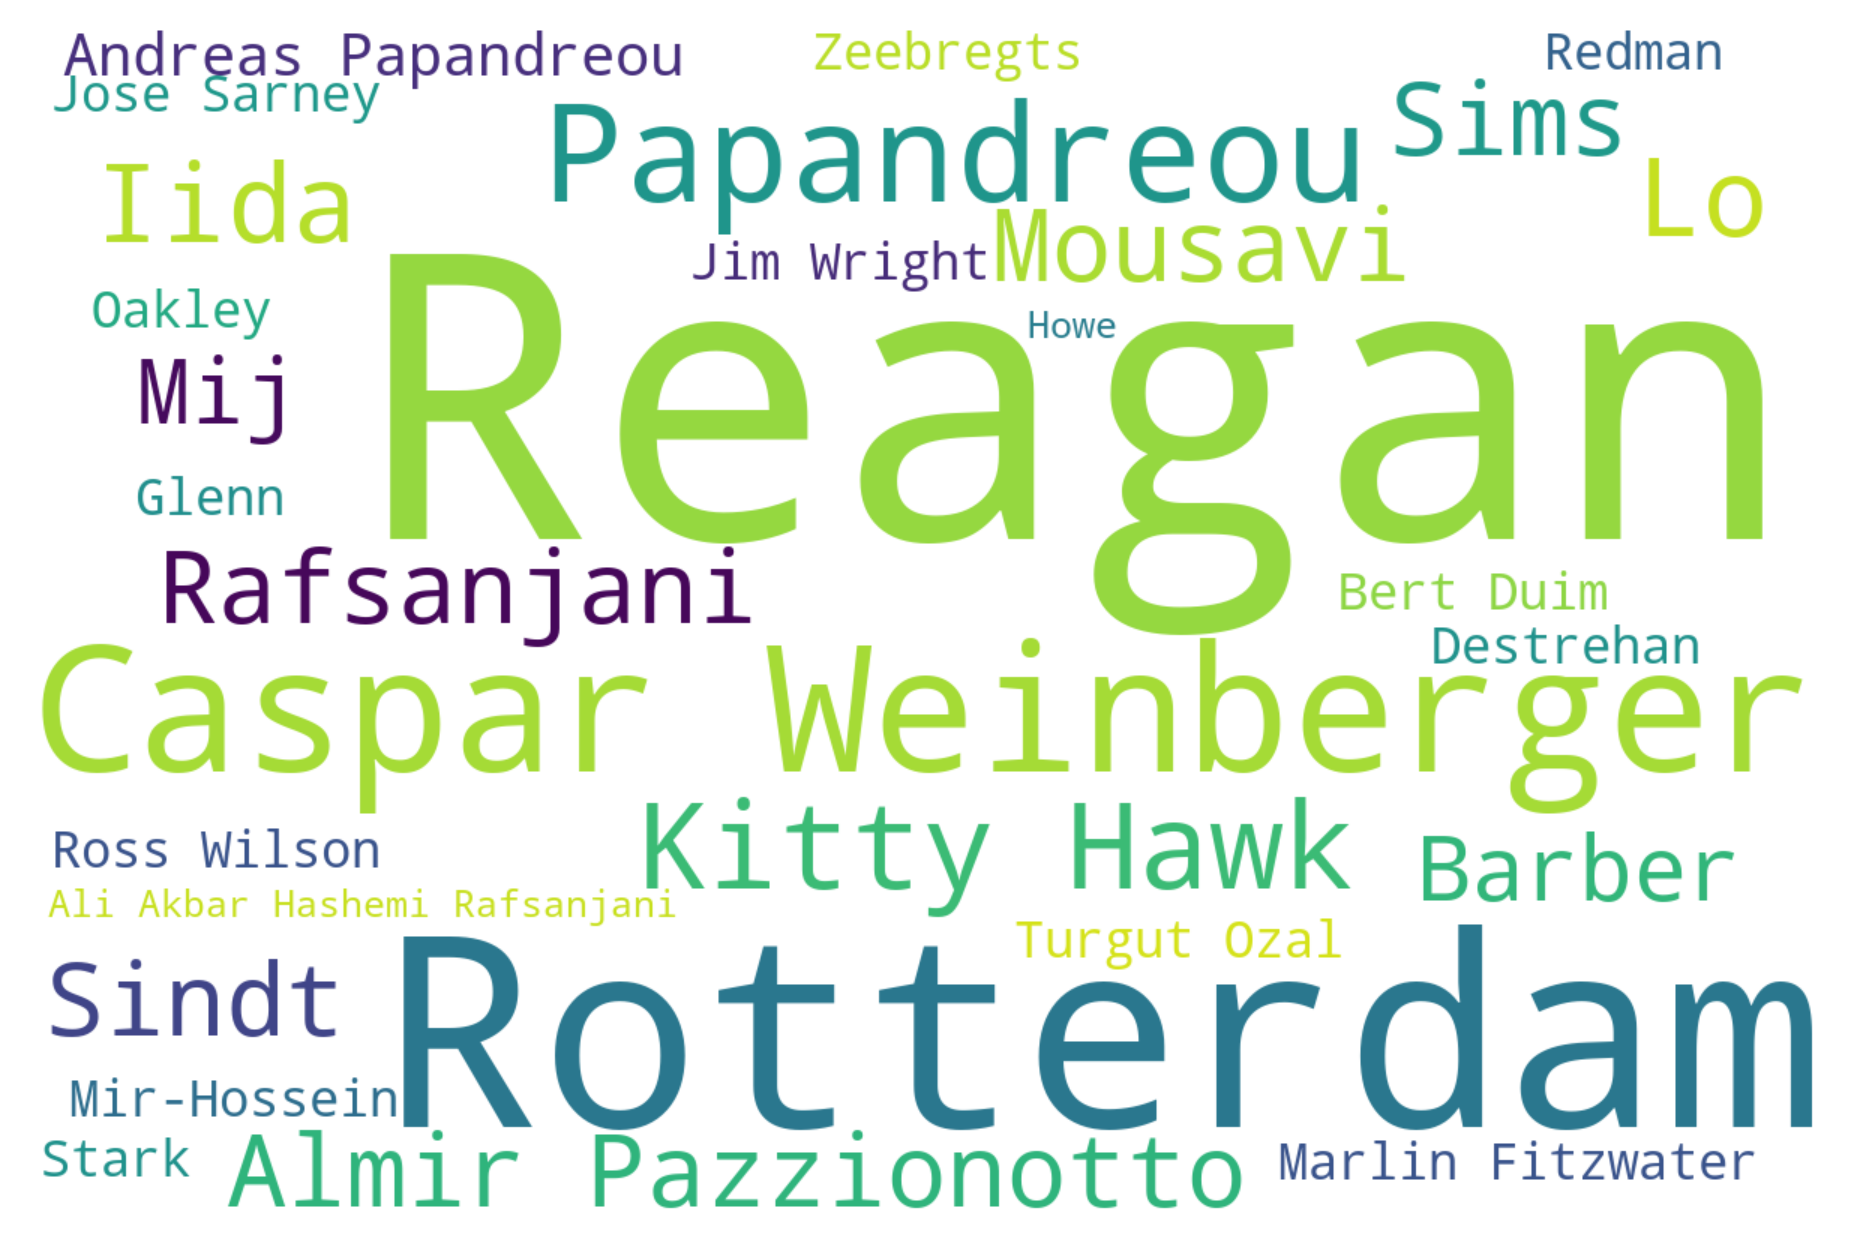 Andreas Papandreou
Zeebregts
Redman
Jose Sarney
Papandreou
Sims
Iida
Lo
Jim Wright
Mousavi
Oakley
Howe
Reagan
Mij
Glenn
Rafsanjani
Bert Duim
Destrehan
Caspar Weinberger
Ross Wilson
Kitty Hawk
Barber
Ali Akbar Hashemi Rafsanjani
Turgut Ozal
Sindt
Rotterdam
Mir-Hossein
Stark
Almir Pazzionotto
Marlin Fitzwater